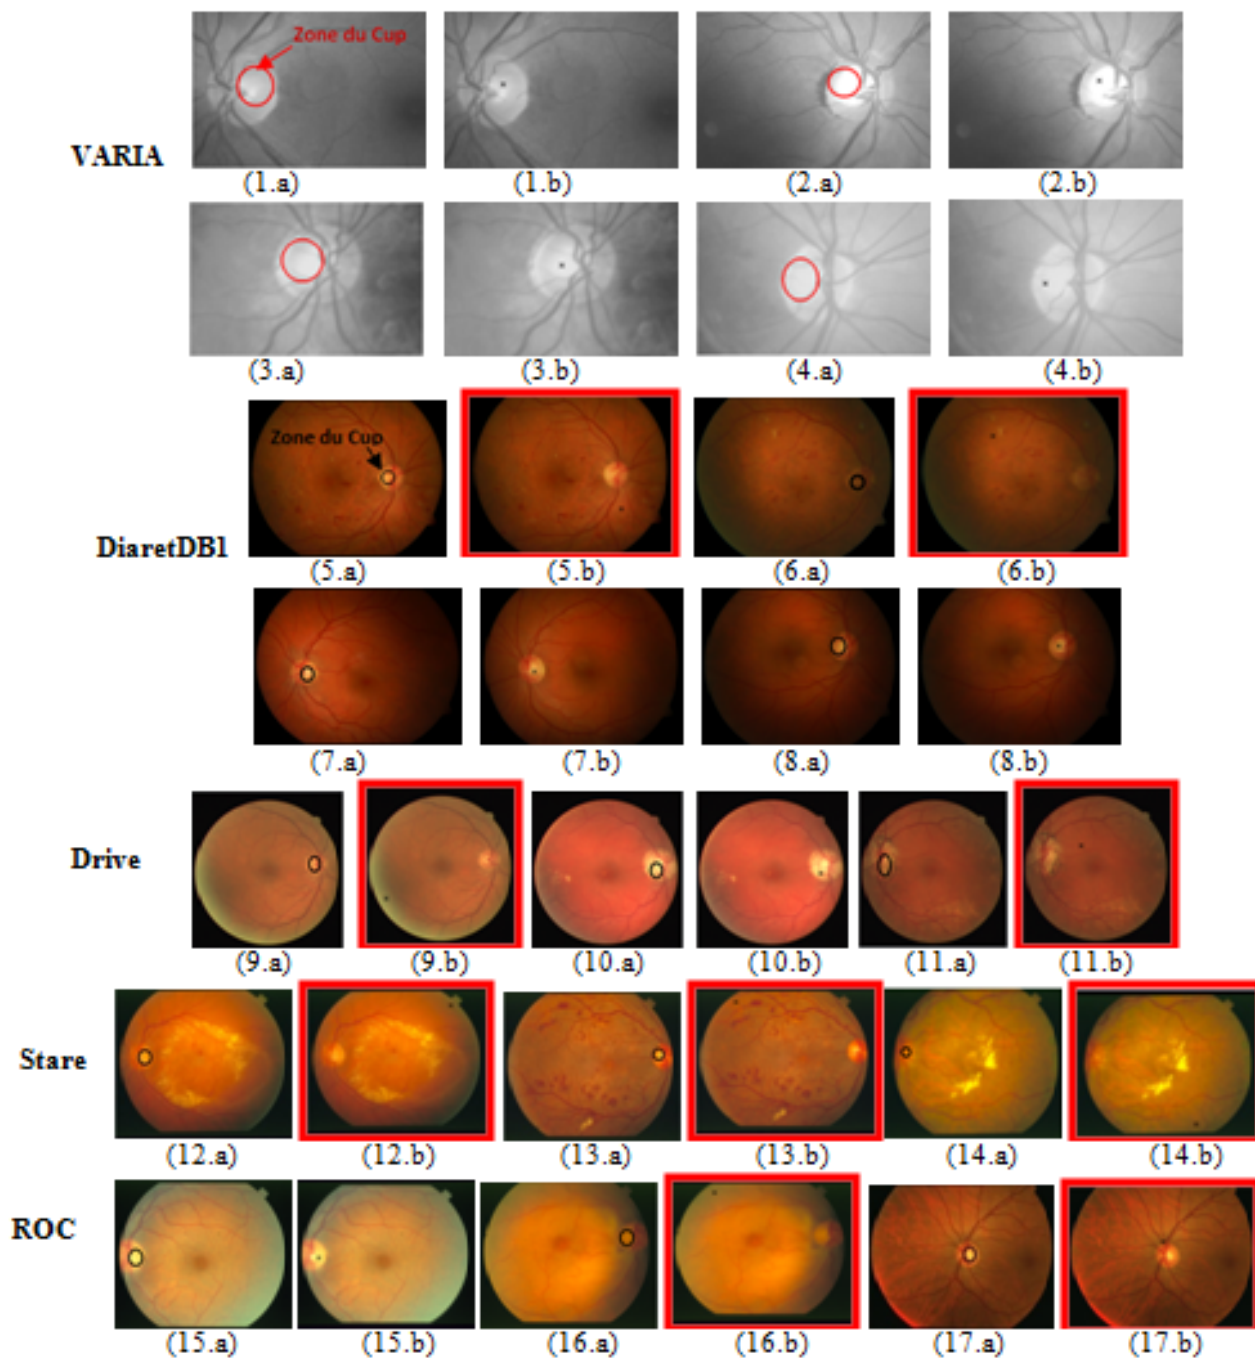 Zone du Cup
VARIA
(1.a) (1.b) (2.a) (2.b)
(3.a) (3.b) (4.a) (4.b)
Zone du Cup
DiaretDB1
(5.a) (5.b) (6.a) (6.b)
(7.a) (7.b) (8.a) (8.b)
Drive
(9.a) (9.b) (10.a) (10.b) (11.a) (11.b)
Stare
(12.a) (12.b) (13.a) (13.b) (14.a) (14.b)
ROC
(15.a) (15.b) (16.a) (16.b) (17.a) (17.b)